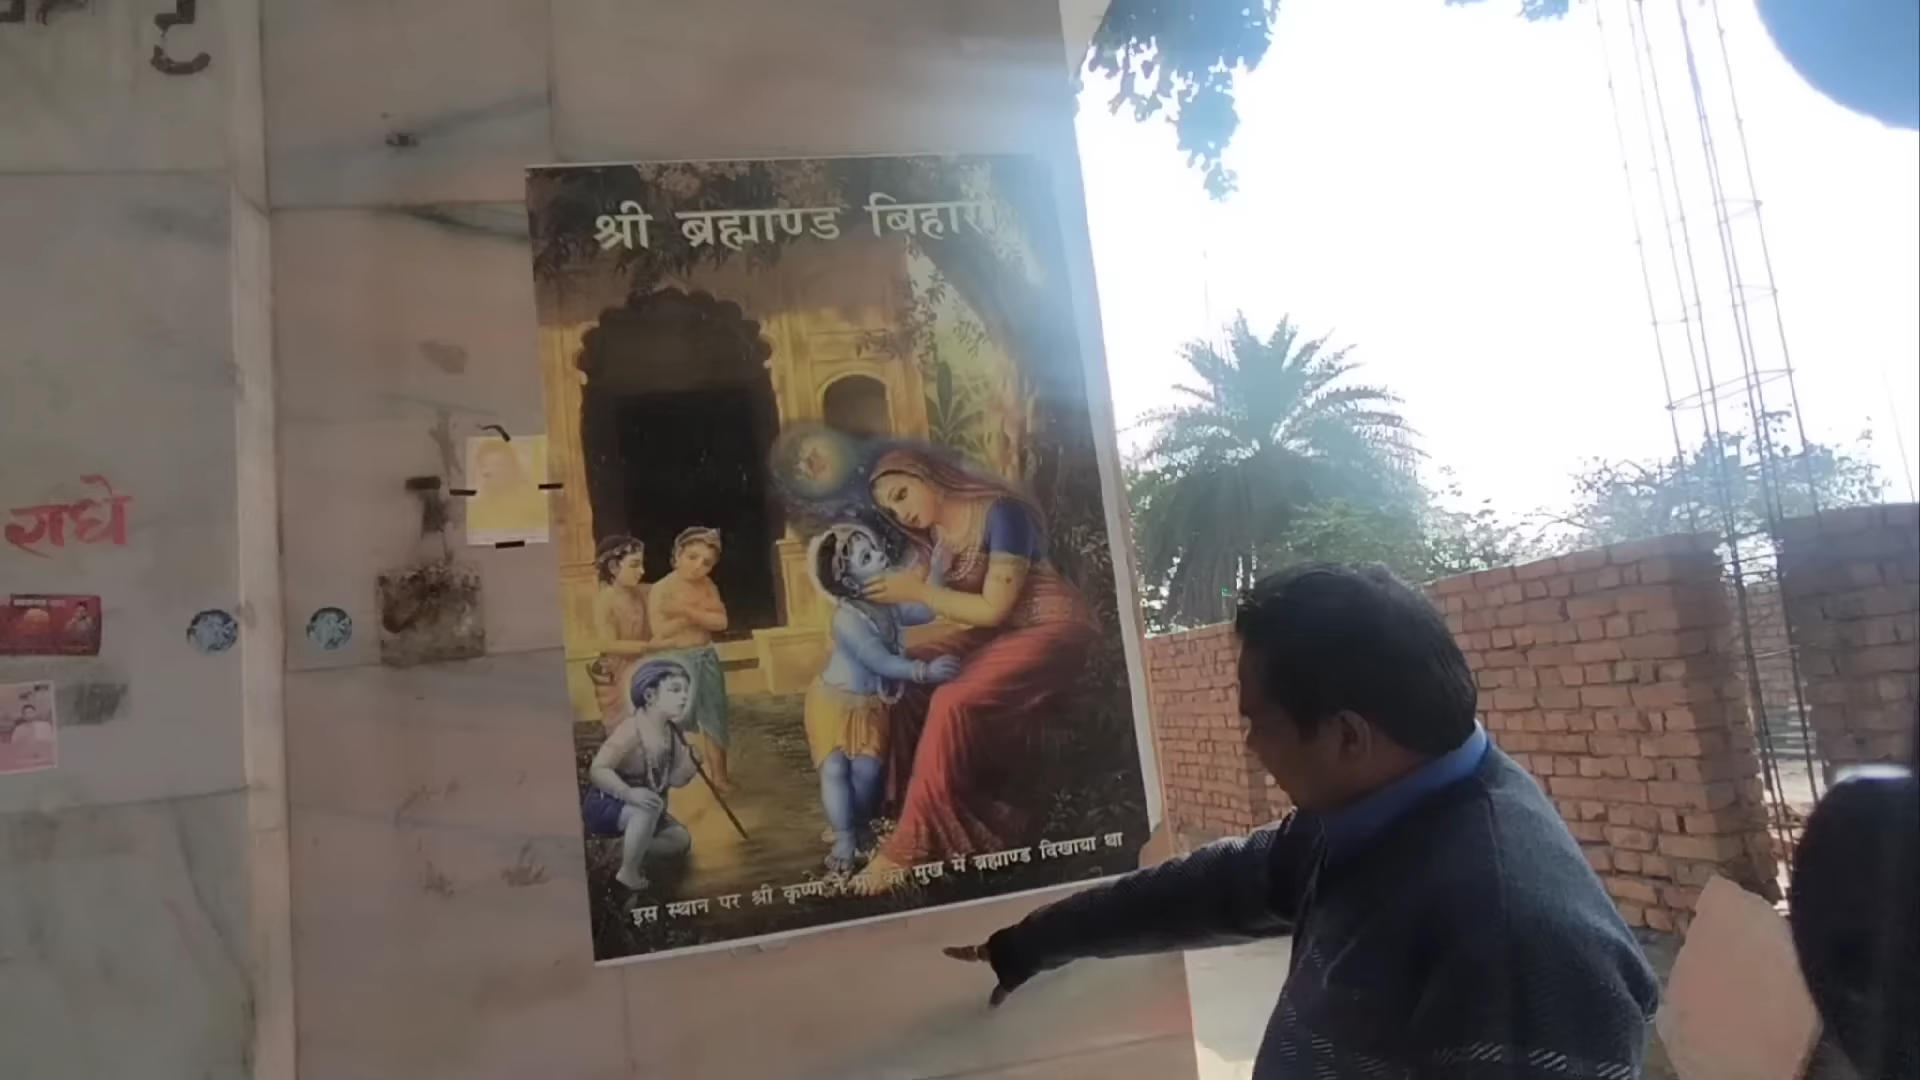 श्री ब्रह्माण्ड बिहारी
राधे
इस स्थान पर श्री कृष्ण ने माँ को मुख में ब्रह्माण्ड दिखाया था